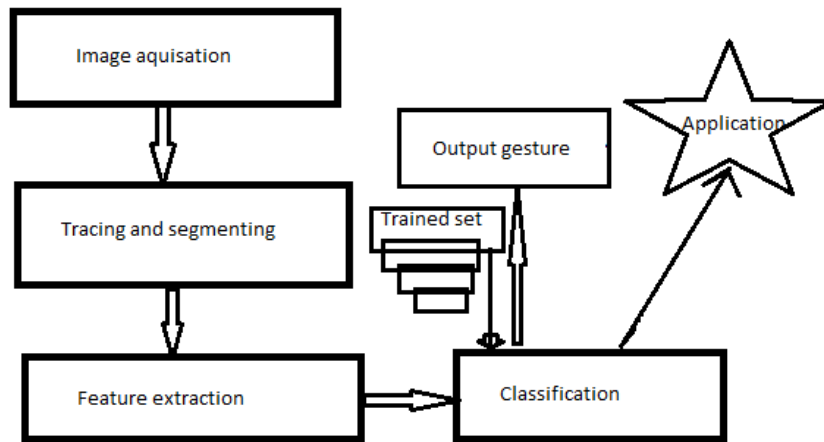 Image aquisation
Tracing and segmenting
Feature extraction
Classification
Trained set
Output gesture
Application